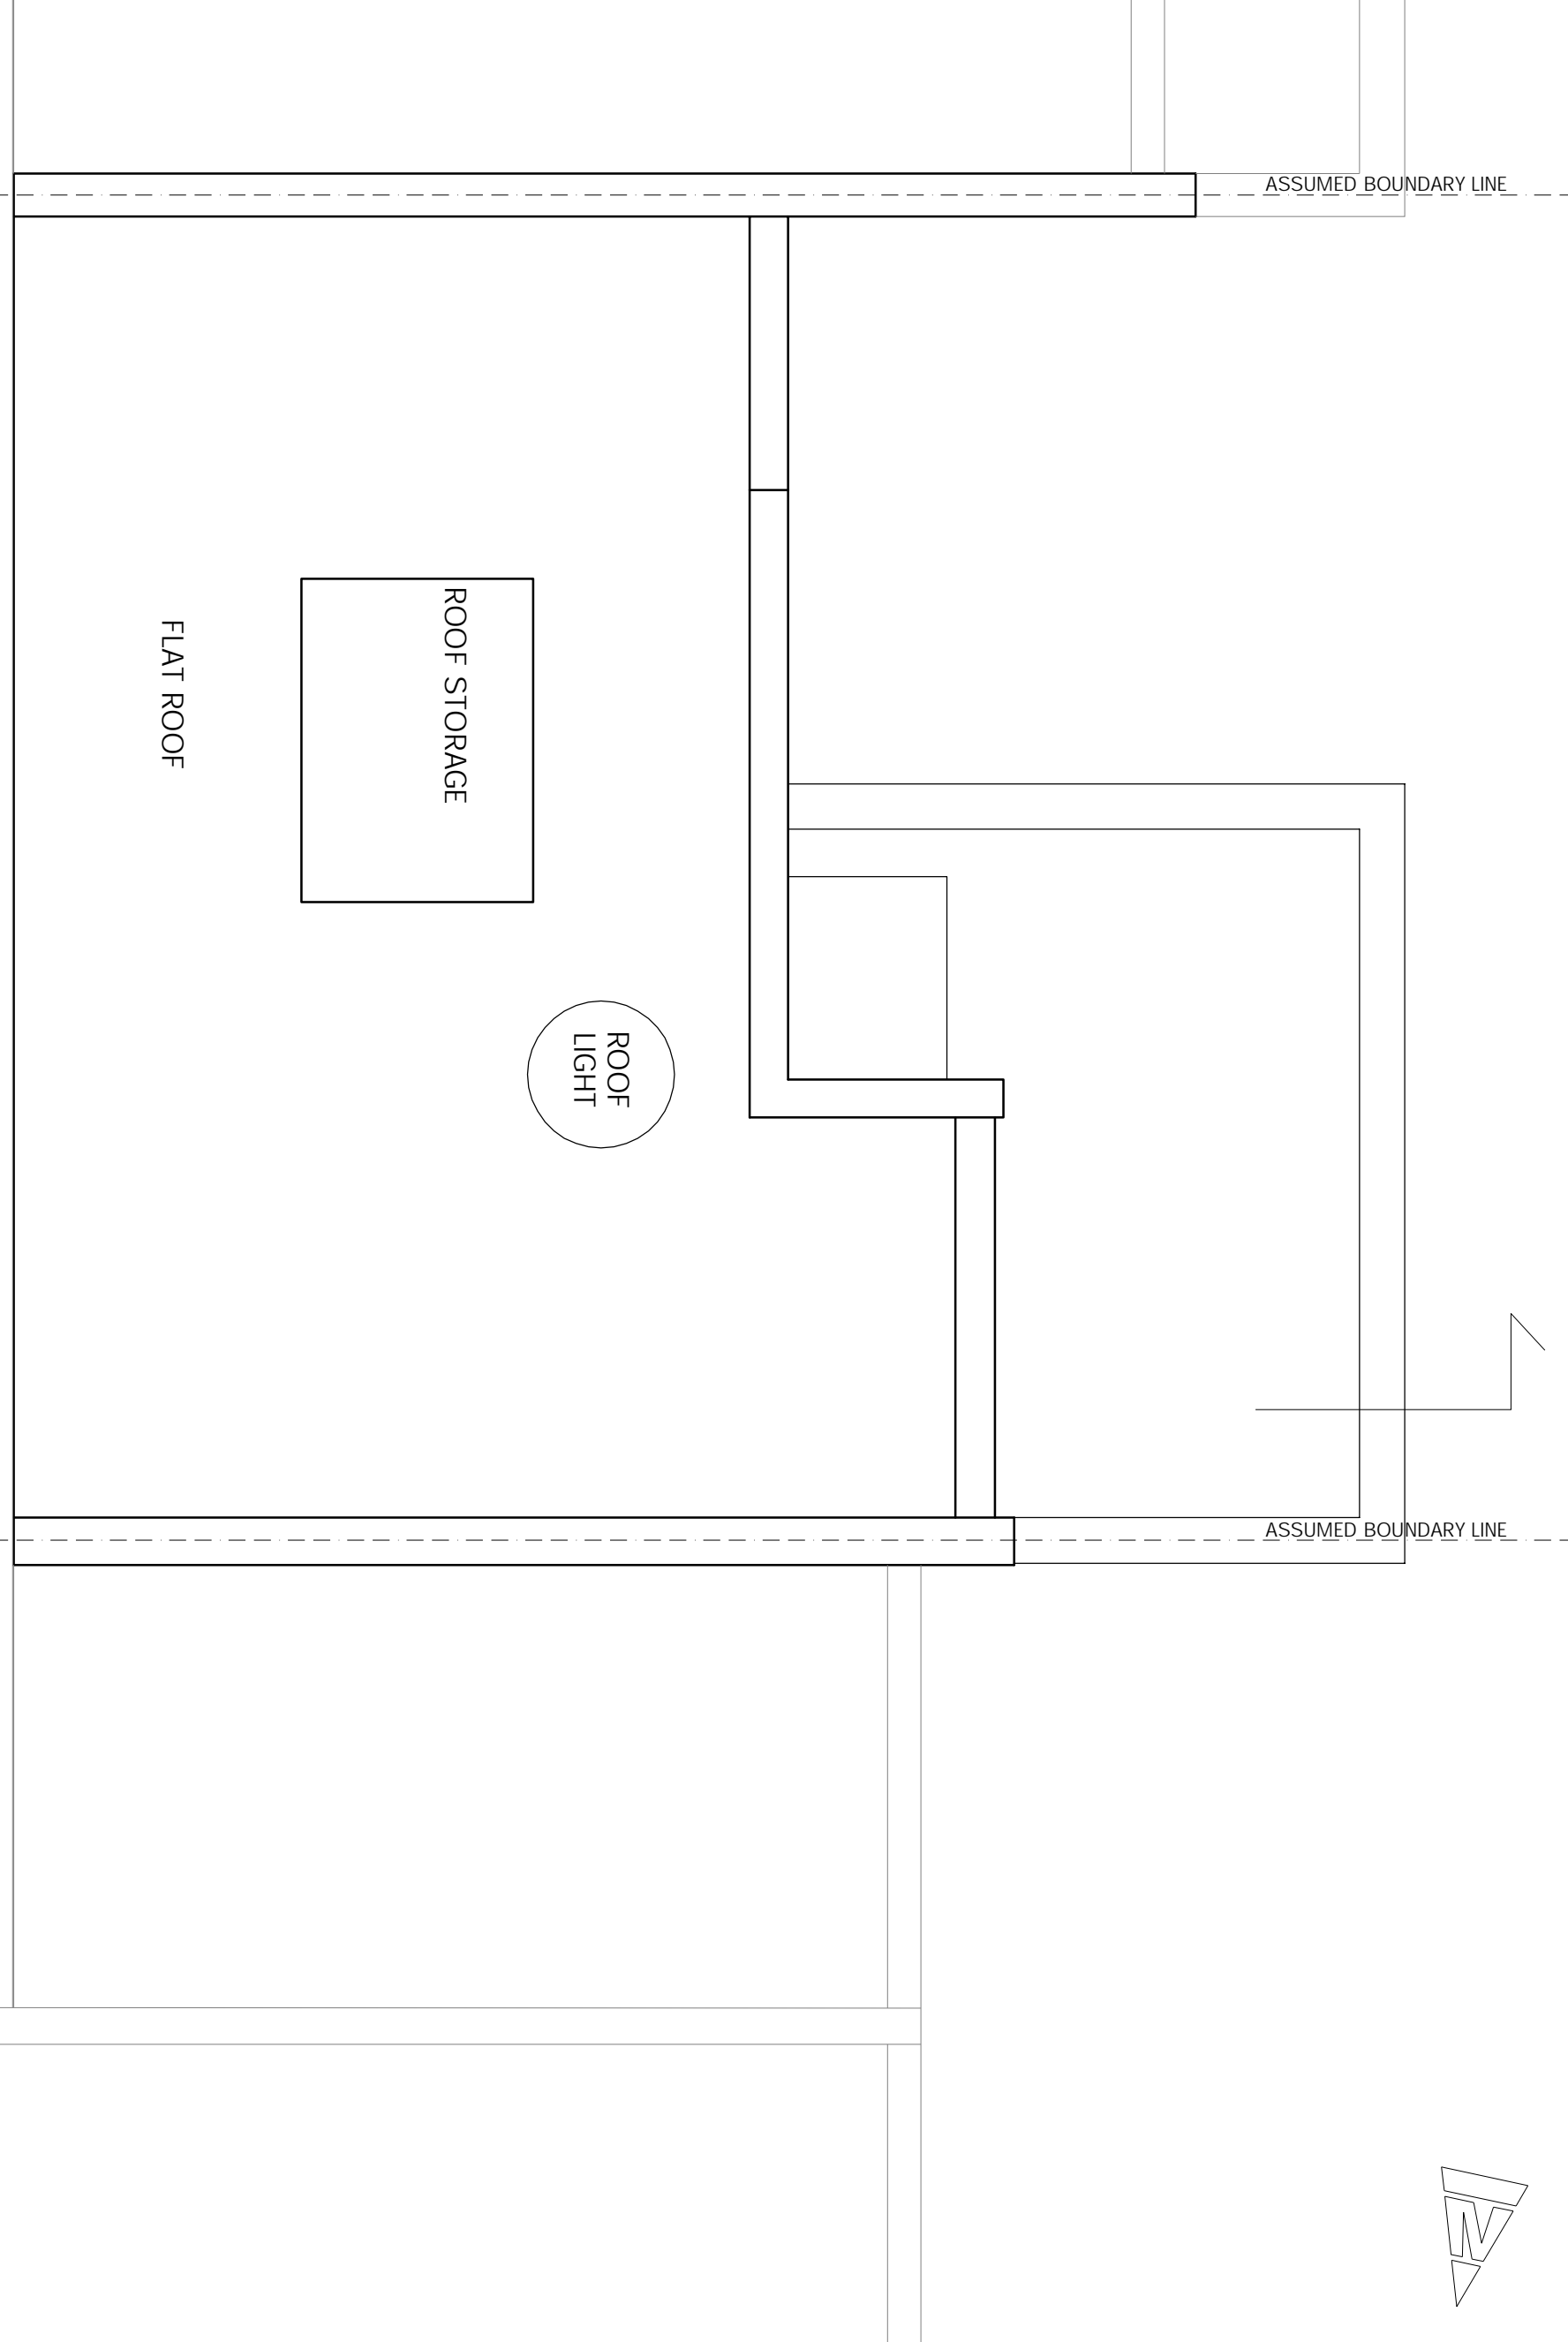 ASSUMED BOUNDARY LINE
ROOF STORAGE
FLAT ROOF
ROOF
LIGHT
ASSUMED BOUNDARY LINE
N